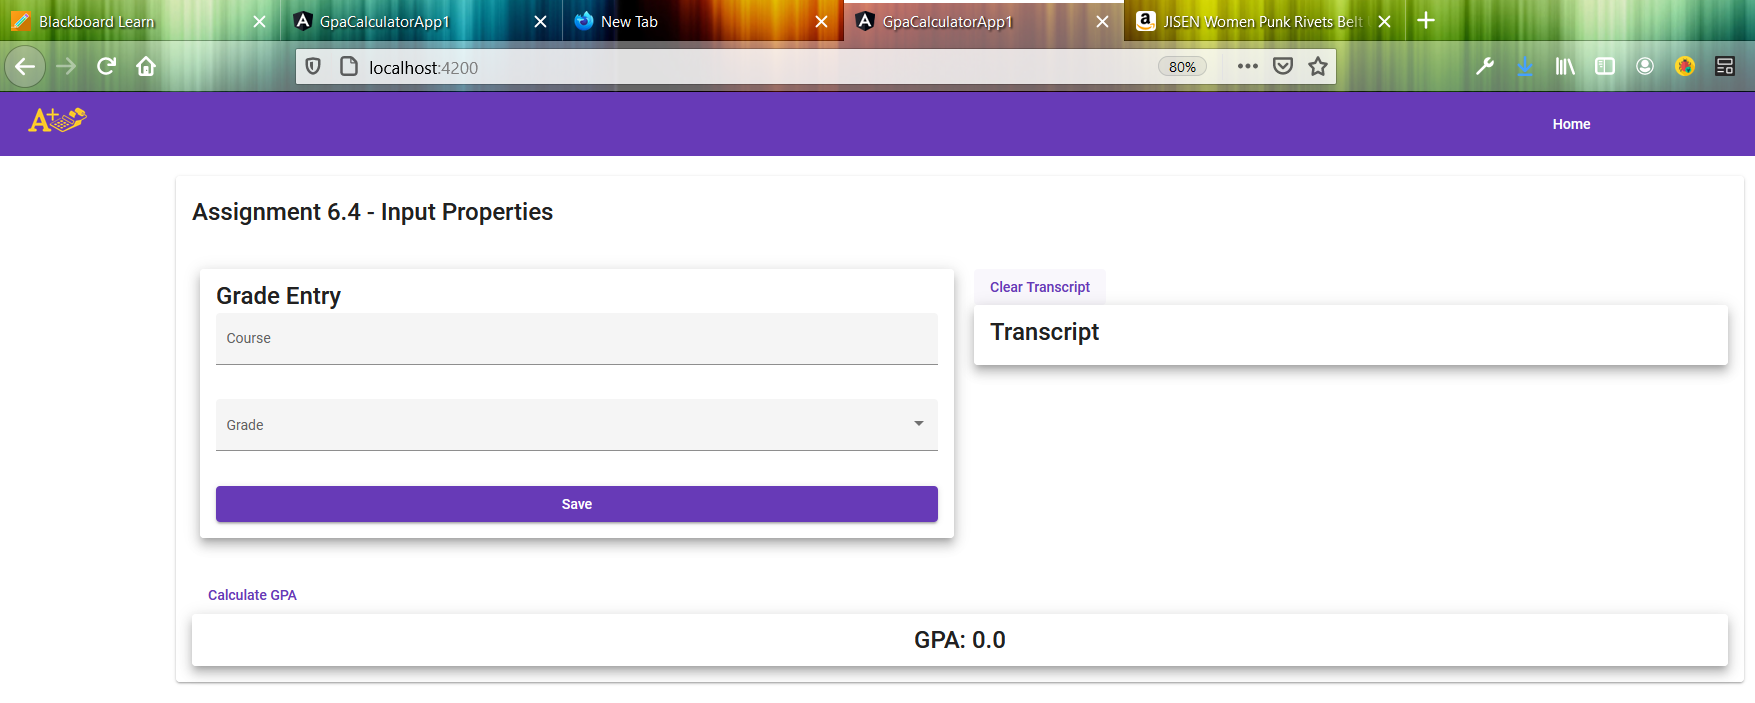 Blackboard Learn
GpaCalculatorApp1
New Tab
GpaCalculatorApp1
JISEN Women Punk Rivets Belt
localhost:4200
80%
A+
Home
Assignment 6.4 - Input Properties
Grade Entry
Course
Grade
Save
Clear Transcript
Transcript
Calculate GPA
GPA: 0.0